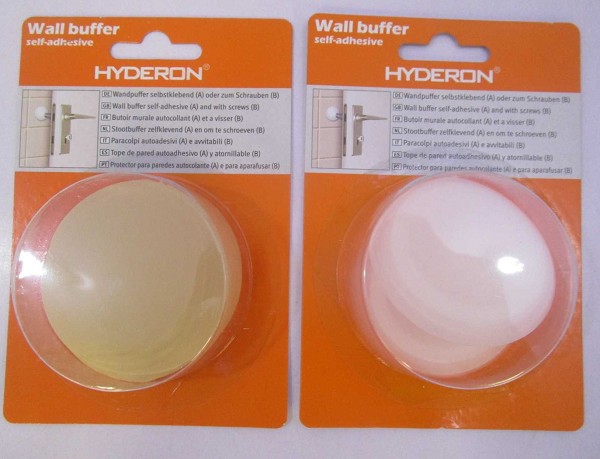 Wall buffer
self-adhesive
HYDERON®
DE Wandpuffer selbstklebend (A) oder zum Schrauben (B)
GB Wall buffer self-adhesive (A) and with screws (B)
FR Butoir murale autocollant (A) et a visser (B)
NL Stootbuffer zelfklevend (A) en om te schroeven (B)
IT Paracolpi autoadesivi (A) e avvitabili (B)
ES Tope de pared autoadhesivo (A) y atornillable (B)
PT Protector para paredes autocolante (A) e para aparafusar (B)
Wall buffer
self-adhesive
HYDERON®
DE Wandpuffer selbstklebend (A) oder zum Schrauben (B)
GB Wall buffer self-adhesive (A) and with screws (B)
FR Butoir murale autocollant (A) et a visser (B)
NL Stootbuffer zelfklevend (A) en om te schroeven (B)
IT Paracolpi autoadesivi (A) e avvitabili (B)
ES Tope de pared autoadhesivo (A) y atornillable (B)
PT Protector para paredes autocolante (A) e para aparafusar (B)